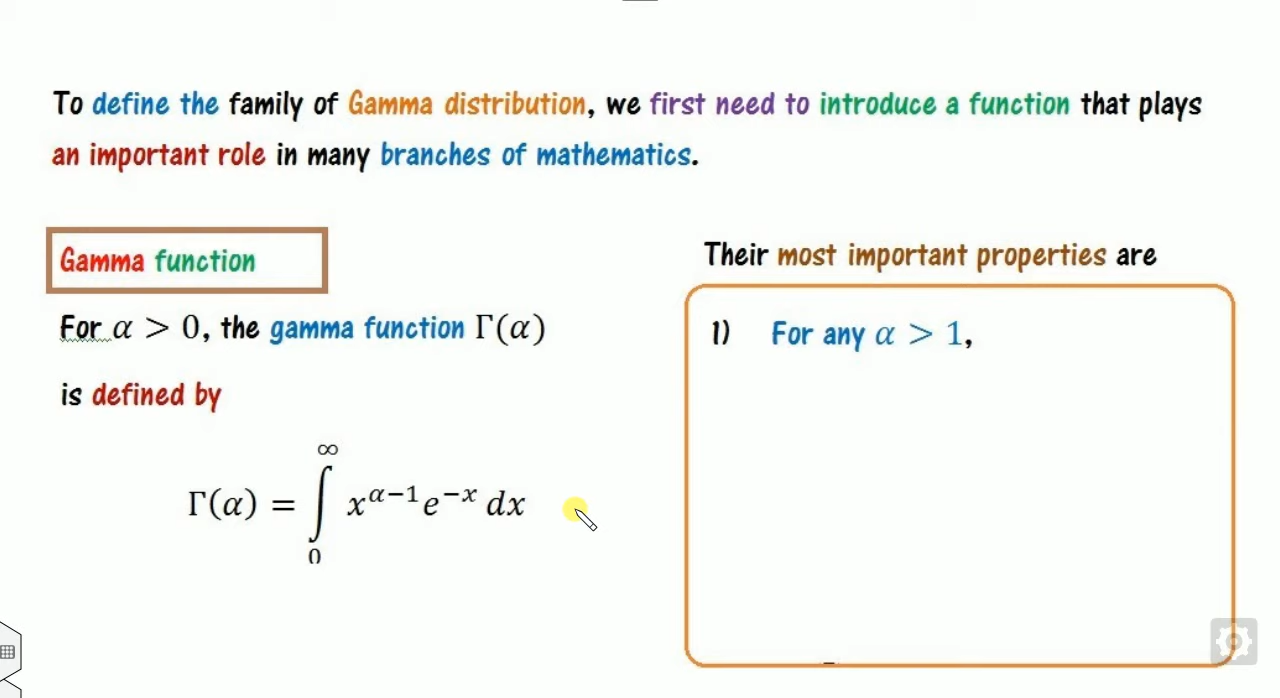 To define the family of Gamma distribution, we first need to introduce a function that plays
an important role in many branches of mathematics.
Gamma function
For α > 0, the gamma function Γ(α)
is defined by
Γ(α) = ∫₀^∞ x^{α−1} e^{−x} dx
Their most important properties are
1) For any α > 1,